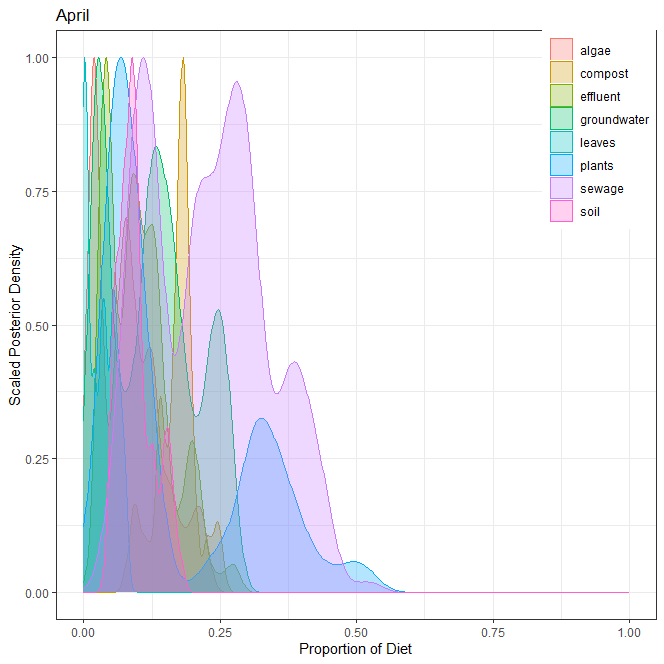 April
algae
compost
effluent
groundwater
leaves
plants
sewage
soil
1.00
0.75
0.50
0.25
0.00
Scaled Posterior Density
0.00 0.25 0.50 0.75 1.00
Proportion of Diet